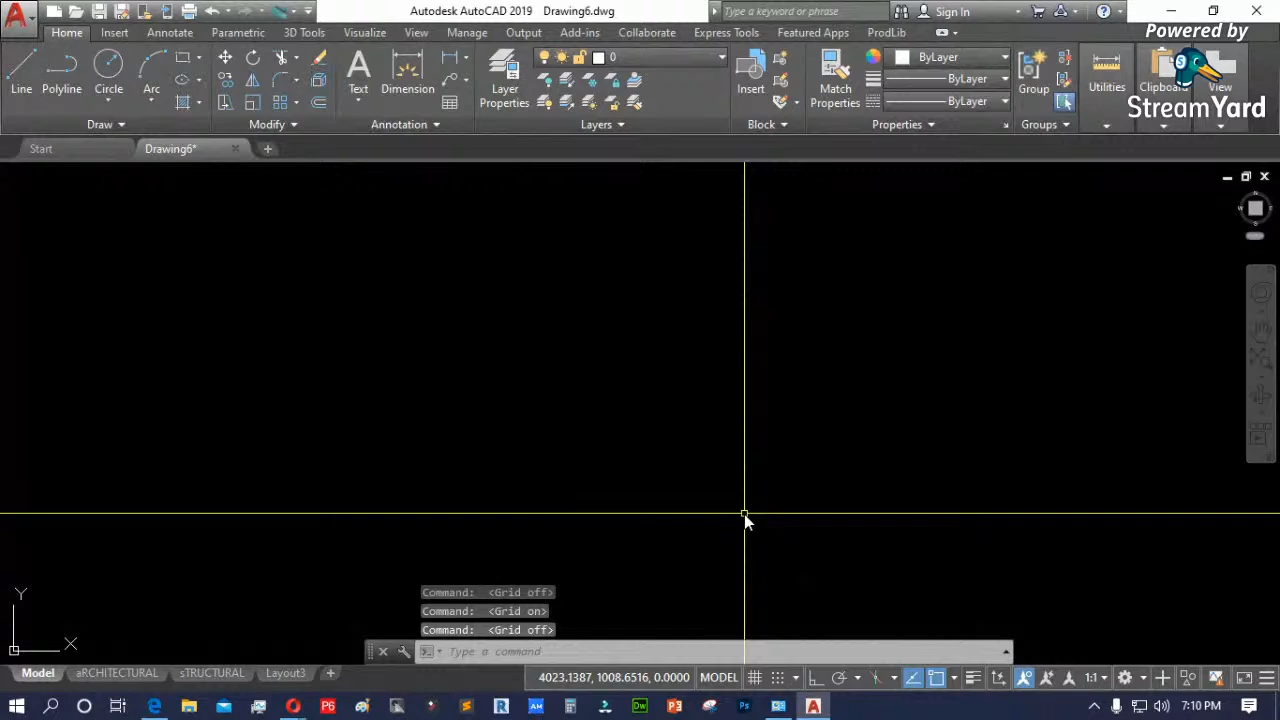 Autodesk AutoCAD 2019 Drawing6.dwg
Type a keyword or phrase
Sign In
Home Insert Annotate Parametric 3D Tools Visualize View Manage Output Add-ins Collaborate Express Tools Featured Apps ProdLib
Powered by
StreamYard
0
ByLayer
ByLayer
ByLayer
Line Polyline Circle Arc Text Dimension Layer Properties Insert Match Properties Group Utilities Clipboard View
Draw Modify Annotation Layers Block Properties Groups
Start Drawing6*
Command: <Grid off>
Command: <Grid on>
Command: <Grid off>
Type a command
Y
X
Model aRCHITECTURAL sTRUCTURAL Layout3
4023.1387, 1008.6516, 0.0000 MODEL 1:1
7:10 PM